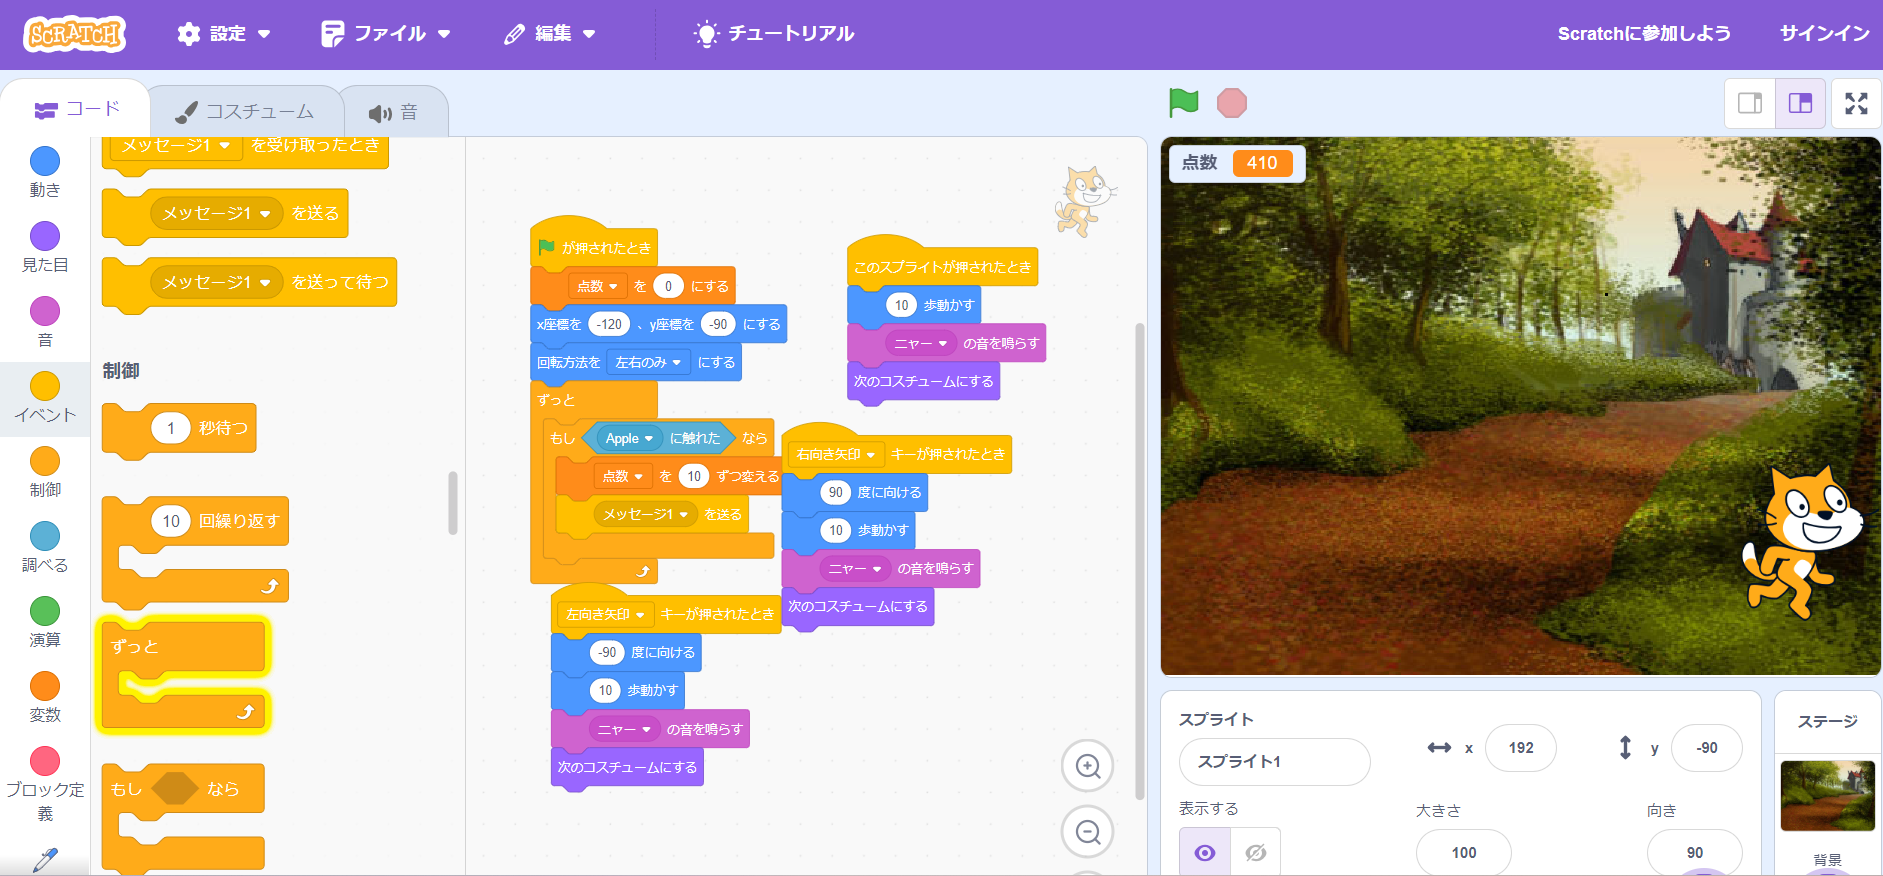 SCRATCH
設定
ファイル
編集
チュートリアル
Scratchに参加しよう
サインイン
コード
コスチューム
音
動き
見た目
音
イベント
制御
調べる
演算
変数
ブロック定
義
メッセージ1 を受け取ったとき
メッセージ1 を送る
メッセージ1 を送って待つ
制御
1 秒待つ
10 回繰り返す
ずっと
もし なら
が押されたとき
点数 を 0 にする
x座標を -120 、y座標を -90 にする
回転方法を 左右のみ にする
ずっと
もし Apple に触れた なら
点数 を 10 ずつ変える
メッセージ1 を送る
左向き矢印 キーが押されたとき
-90 度に向ける
10 歩動かす
ニャー の音を鳴らす
次のコスチュームにする
このスプライトが押されたとき
10 歩動かす
ニャー の音を鳴らす
次のコスチュームにする
右向き矢印 キーが押されたとき
90 度に向ける
10 歩動かす
ニャー の音を鳴らす
次のコスチュームにする
点数 410
スプライト
スプライト1
x 192
y -90
表示する
大きさ
100
向き
90
ステージ
背景